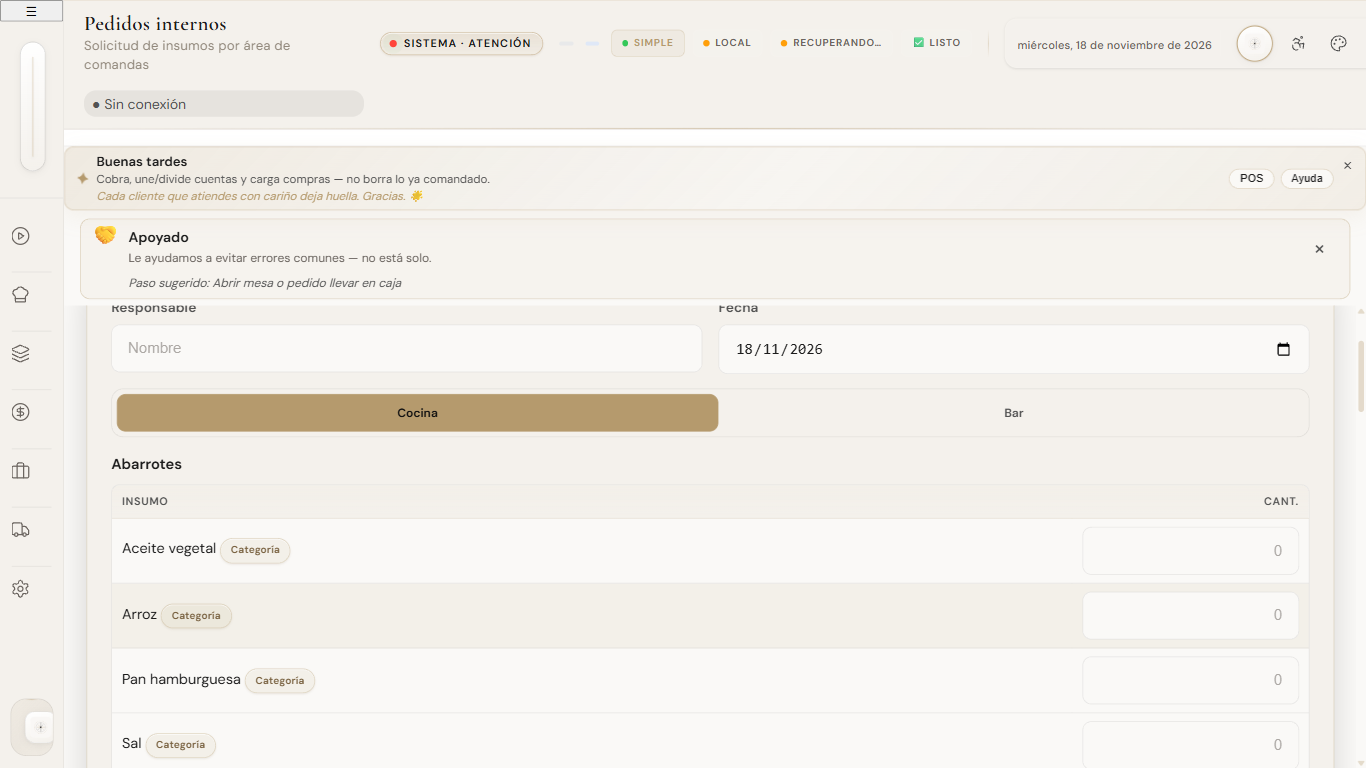 ☰
Pedidos internos
Solicitud de insumos por área de
comandas
● Sin conexión
SISTEMA · ATENCIÓN
SIMPLE
LOCAL
RECUPERANDO…
✅ LISTO
miércoles, 18 de noviembre de 2026
Buenas tardes
Cobra, une/divide cuentas y carga compras — no borra lo ya comandado.
Cada cliente que atiendes con cariño deja huella. Gracias. ☀️
POS
Ayuda
×
Apoyado
Le ayudamos a evitar errores comunes — no está solo.
Paso sugerido: Abrir mesa o pedido llevar en caja
×
Responsable
Fecha
Nombre
18/11/2026
Cocina
Bar
Abarrotes
INSUMO
CANT.
Aceite vegetal Categoría
0
Arroz Categoría
0
Pan hamburguesa Categoría
0
Sal Categoría
0